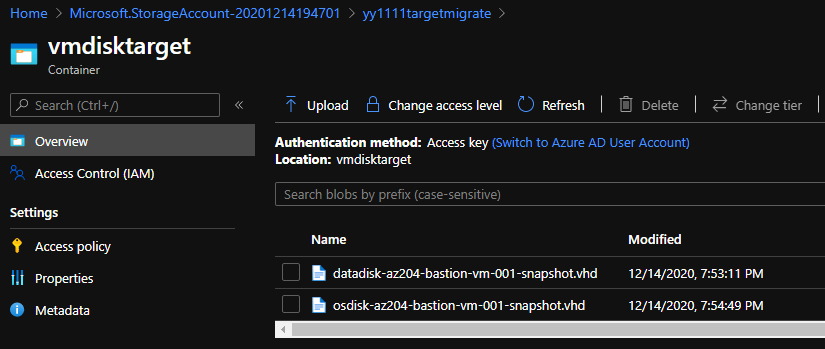 Home > Microsoft.StorageAccount-20201214194701 > yy1111targetmigrate >
vmdisktarget
Container
Search (Ctrl+/) «
Upload Change access level Refresh Delete Change tier
Overview
Access Control (IAM)
Settings
Access policy
Properties
Metadata
Authentication method: Access key (Switch to Azure AD User Account)
Location: vmdisktarget
Search blobs by prefix (case-sensitive)
Name Modified
datadisk-az204-bastion-vm-001-snapshot.vhd 12/14/2020, 7:53:11 PM
osdisk-az204-bastion-vm-001-snapshot.vhd 12/14/2020, 7:54:49 PM